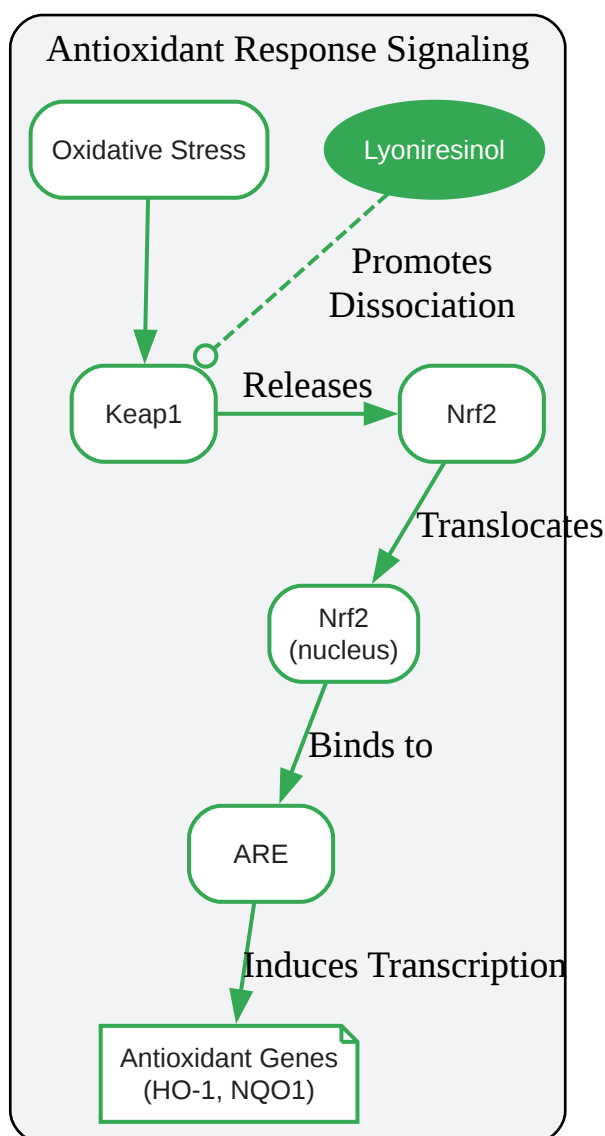 Antioxidant Response Signaling
Oxidative Stress
Lyoniresinol
Promotes
Dissociation
Keap1
Releases
Nrf2
Translocates
Nrf2
(nucleus)
Binds to
ARE
Induces Transcription
Antioxidant Genes
(HO-1, NQO1)